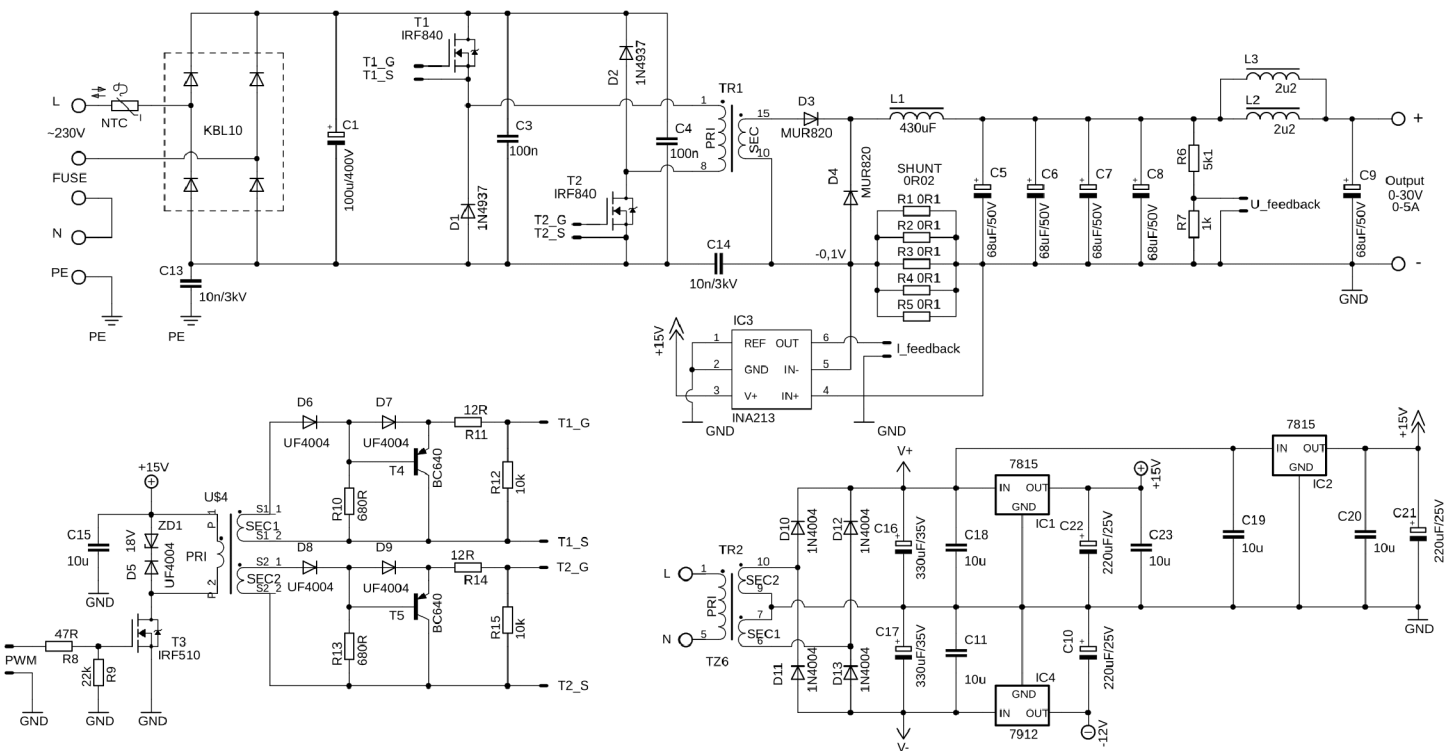 L
~230V
FUSE
N
PE
NTC
KBL10
C13
10n/3kV
PE
PE
C1
+
100u/400V
T1
IRF840
T1_G
T1_S
D1
1N4937
C3
100n
D2
1N4937
T2
IRF840
T2_G
T2_S
C4
100n
C14
10n/3kV
TR1
1
8
PRI
SEC
15
10
D3
MUR820
D4
MUR820
L1
430uF
-0,1V
SHUNT
0R02
R1 0R1
R2 0R1
R3 0R1
R4 0R1
R5 0R1
C5
+
68uF/50V
C6
+
68uF/50V
C7
+
68uF/50V
C8
+
68uF/50V
R6
5k1
R7
1k
U_feedback
L3
2u2
L2
2u2
C9
+
68uF/50V
+
Output
0-30V
0-5A
-
GND
+15V
IC3
1 REF OUT 6
2 GND IN- 5
3 V+ IN+ 4
INA213
GND
I_feedback
GND
D6
UF4004
D7
UF4004
12R
R11
T1_G
T4
BC640
R10
680R
R12
10k
T1_S
+15V
C15
10u
GND
ZD1
18V
D5
UF4004
U$4
P 1
PRI
P 2
S1 1
SEC1
S1 2
S2 1
SEC2
S2 2
D8
UF4004
D9
UF4004
12R
R14
T2_G
T5
BC640
R13
680R
R15
10k
T2_S
PWM
47R
R8
22k
R9
T3
IRF510
GND
GND
GND
L
N
TR2
1
5
PRI
10
SEC2
9
7
SEC1
6
TZ6
D10
1N4004
D12
1N4004
D11
1N4004
D13
1N4004
V+
V-
C16
+
330uF/35V
C17
+
330uF/35V
C18
10u
C11
10u
7815
IN OUT
GND
IC1
+15V
C22
+
220uF/25V
C23
10u
C10
+
220uF/25V
GND
IC4
IN OUT
7912
-12V
C19
10u
7815
IN OUT
GND
IC2
C20
10u
+15V
C21
+
220uF/25V
GND